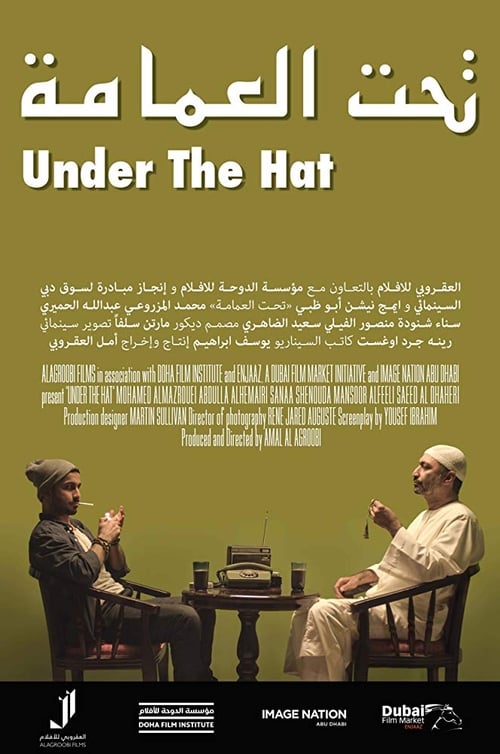 تحت العمامة
Under The Hat
العقروبي للافلام بالتعاون مع مؤسسة الدوحة للافلام و إنجاز مبادرة لسوق دبي
السينمائي و ايمج نيشن أبو ظبي «تحت العمامة» محمد المزروعي عبدالله الحميري
سناء شنودة منصور الفيلي سعيد الضاهري مصمم ديكور مارتن سلفاً تصوير سينمائي
رينه جرد اوغست كاتب السيناريو يوسف ابراهيم إنتاج وإخراج أمل العقروبي
ALAGROOBI FILMS in association with DOHA FILM INSTITUTE and ENJAAZ, A DUBAI FILM MARKET INITIATIVE and IMAGE NATION ABU DHABI
present "UNDER THE HAT" MOHAMED ALMAZROUEI ABDULLA ALHEMAIRI SANAA SHENOUDA MANSOOR ALFEELI SAEED AL DHAHERI
Production designer MARTIN SULLIVAN Director of photography RENE JARED AUGUSTE Screenplay by YOUSEF IBRAHIM
Produced and Directed by AMAL AL AGROOBI
العقروبي للأفلام
ALAGROOBI FILMS
مؤسسة الدوحة للأفلام
DOHA FILM INSTITUTE
IMAGE NATION
ABU DHABI
Dubai
Film Market
ENJAAZ